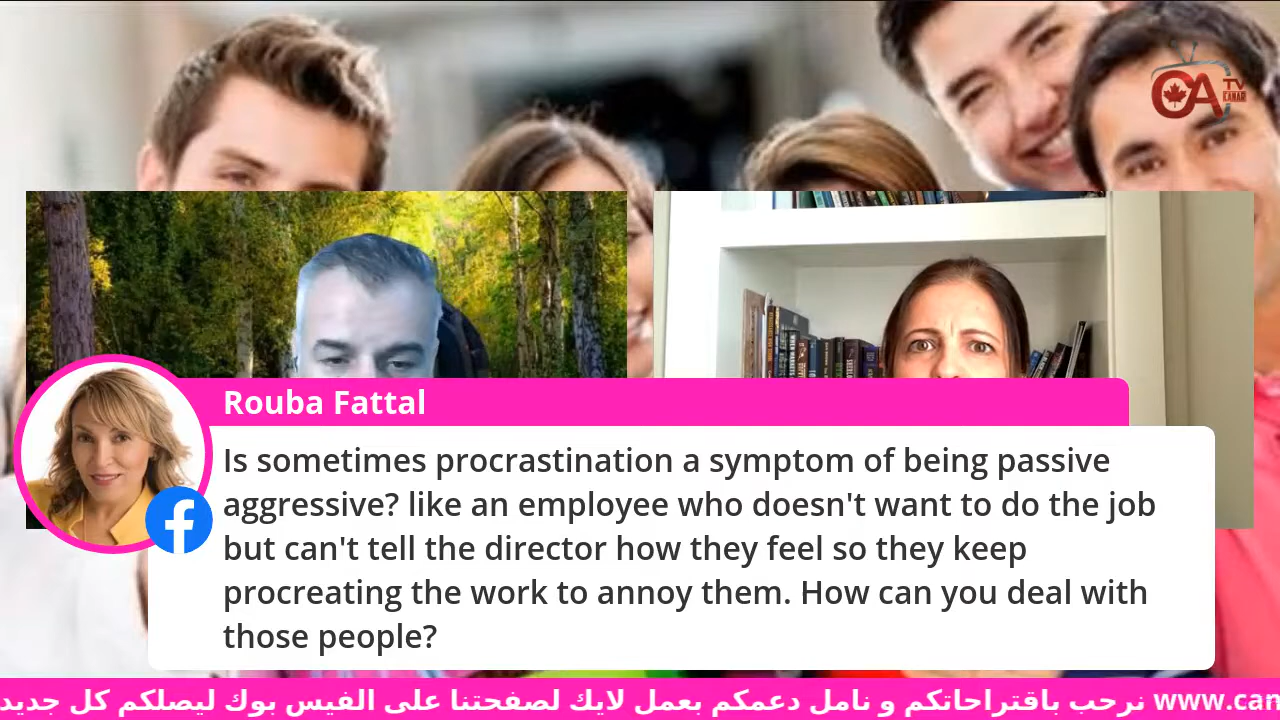 CA TV
CANAR
Rouba Fattal
Is sometimes procrastination a symptom of being passive
aggressive? like an employee who doesn't want to do the job
but can't tell the director how they feel so they keep
procreating the work to annoy them. How can you deal with
those people?
نرحب باقتراحاتكم و نامل دعمكم بعمل لايك لصفحتنا على الفيس بوك ليصلكم كل جديد www.can